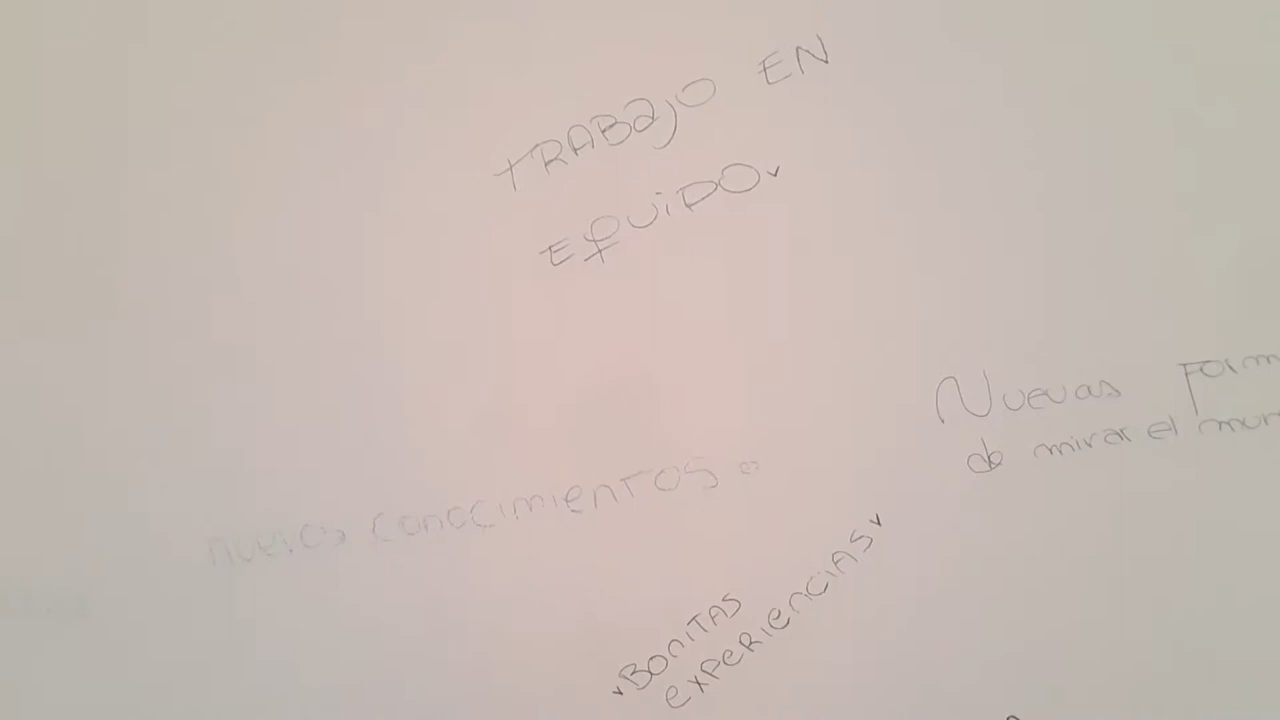 TRABAJO EN
EQUIPO
Nuevas Form
de mirar el mun
nuevos conocimientos
BONITAS
experiencias